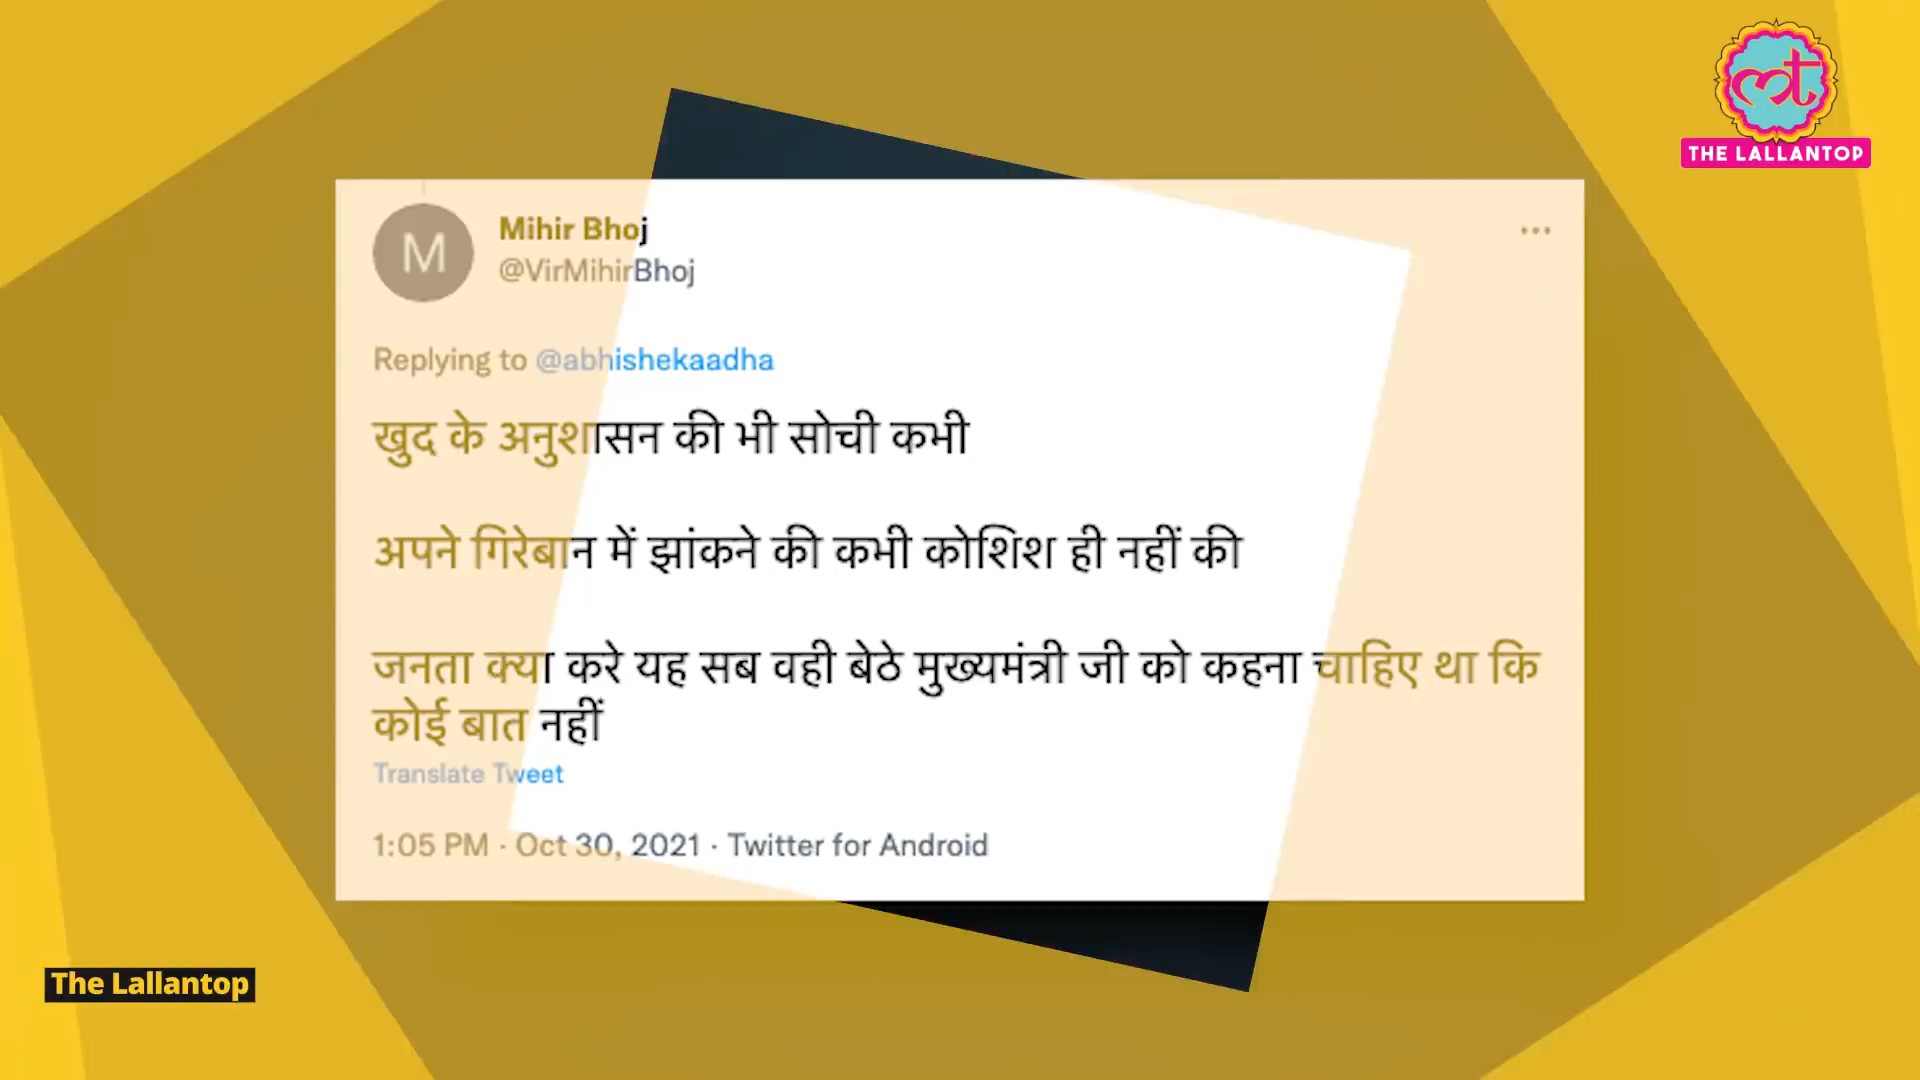 मt
THE LALLANTOP
M
Mihir Bhoj
@VirMihirBhoj
Replying to @abhishekaadha
खुद के अनुशासन की भी सोची कभी
अपने गिरेबान में झांकने की कभी कोशिश ही नहीं की
जनता क्या करे यह सब वही बेठे मुख्यमंत्री जी को कहना चाहिए था कि
कोई बात नहीं
Translate Tweet
1:05 PM · Oct 30, 2021 · Twitter for Android
The Lallantop